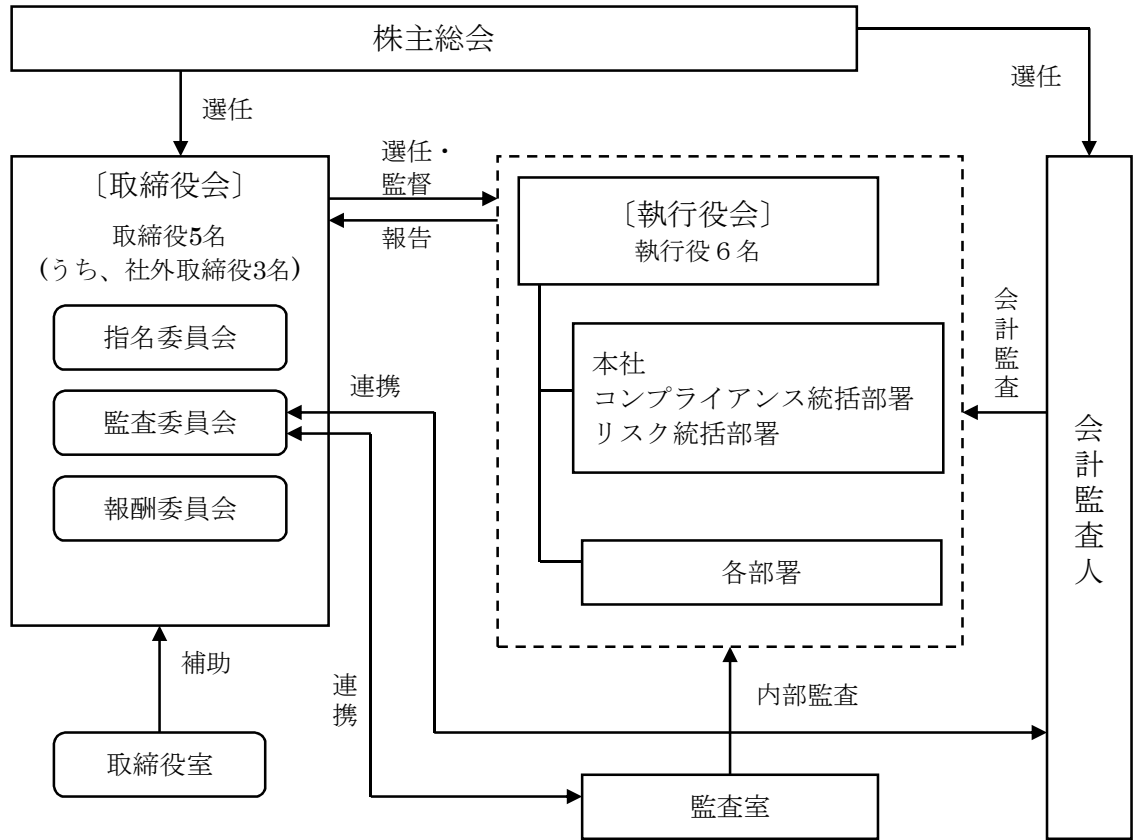 株主総会
選任
選任
〔取締役会〕
取締役5名
(うち、社外取締役3名)
指名委員会
監査委員会
報酬委員会
選任・
監督
報告
〔執行役会〕
執行役６名
本社
コンプライアンス統括部署
リスク統括部署
各部署
会計監査
会計監査人
連携
連携
補助
取締役室
内部監査
監査室